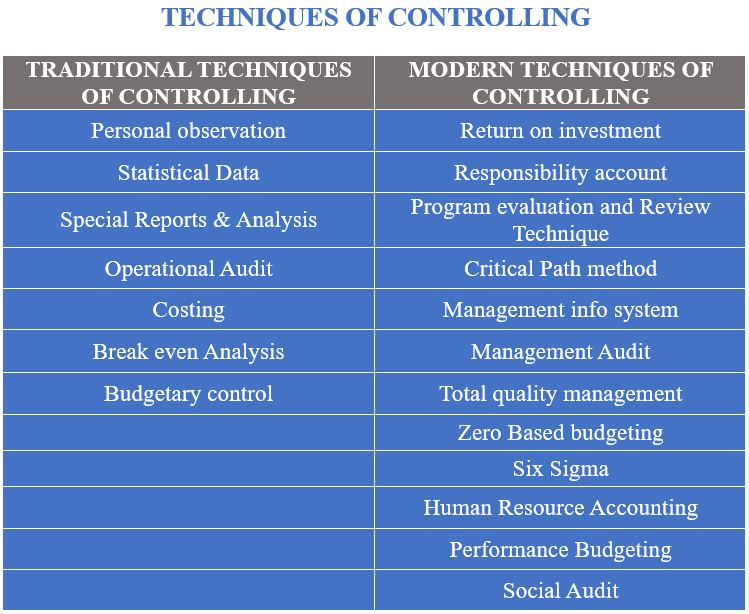 TECHNIQUES OF CONTROLLING
TRADITIONAL TECHNIQUES
OF CONTROLLING
MODERN TECHNIQUES OF
CONTROLLING
Personal observation
Return on investment
Statistical Data
Responsibility account
Special Reports & Analysis
Program evaluation and Review
Technique
Operational Audit
Critical Path method
Costing
Management info system
Break even Analysis
Management Audit
Budgetary control
Total quality management
Zero Based budgeting
Six Sigma
Human Resource Accounting
Performance Budgeting
Social Audit